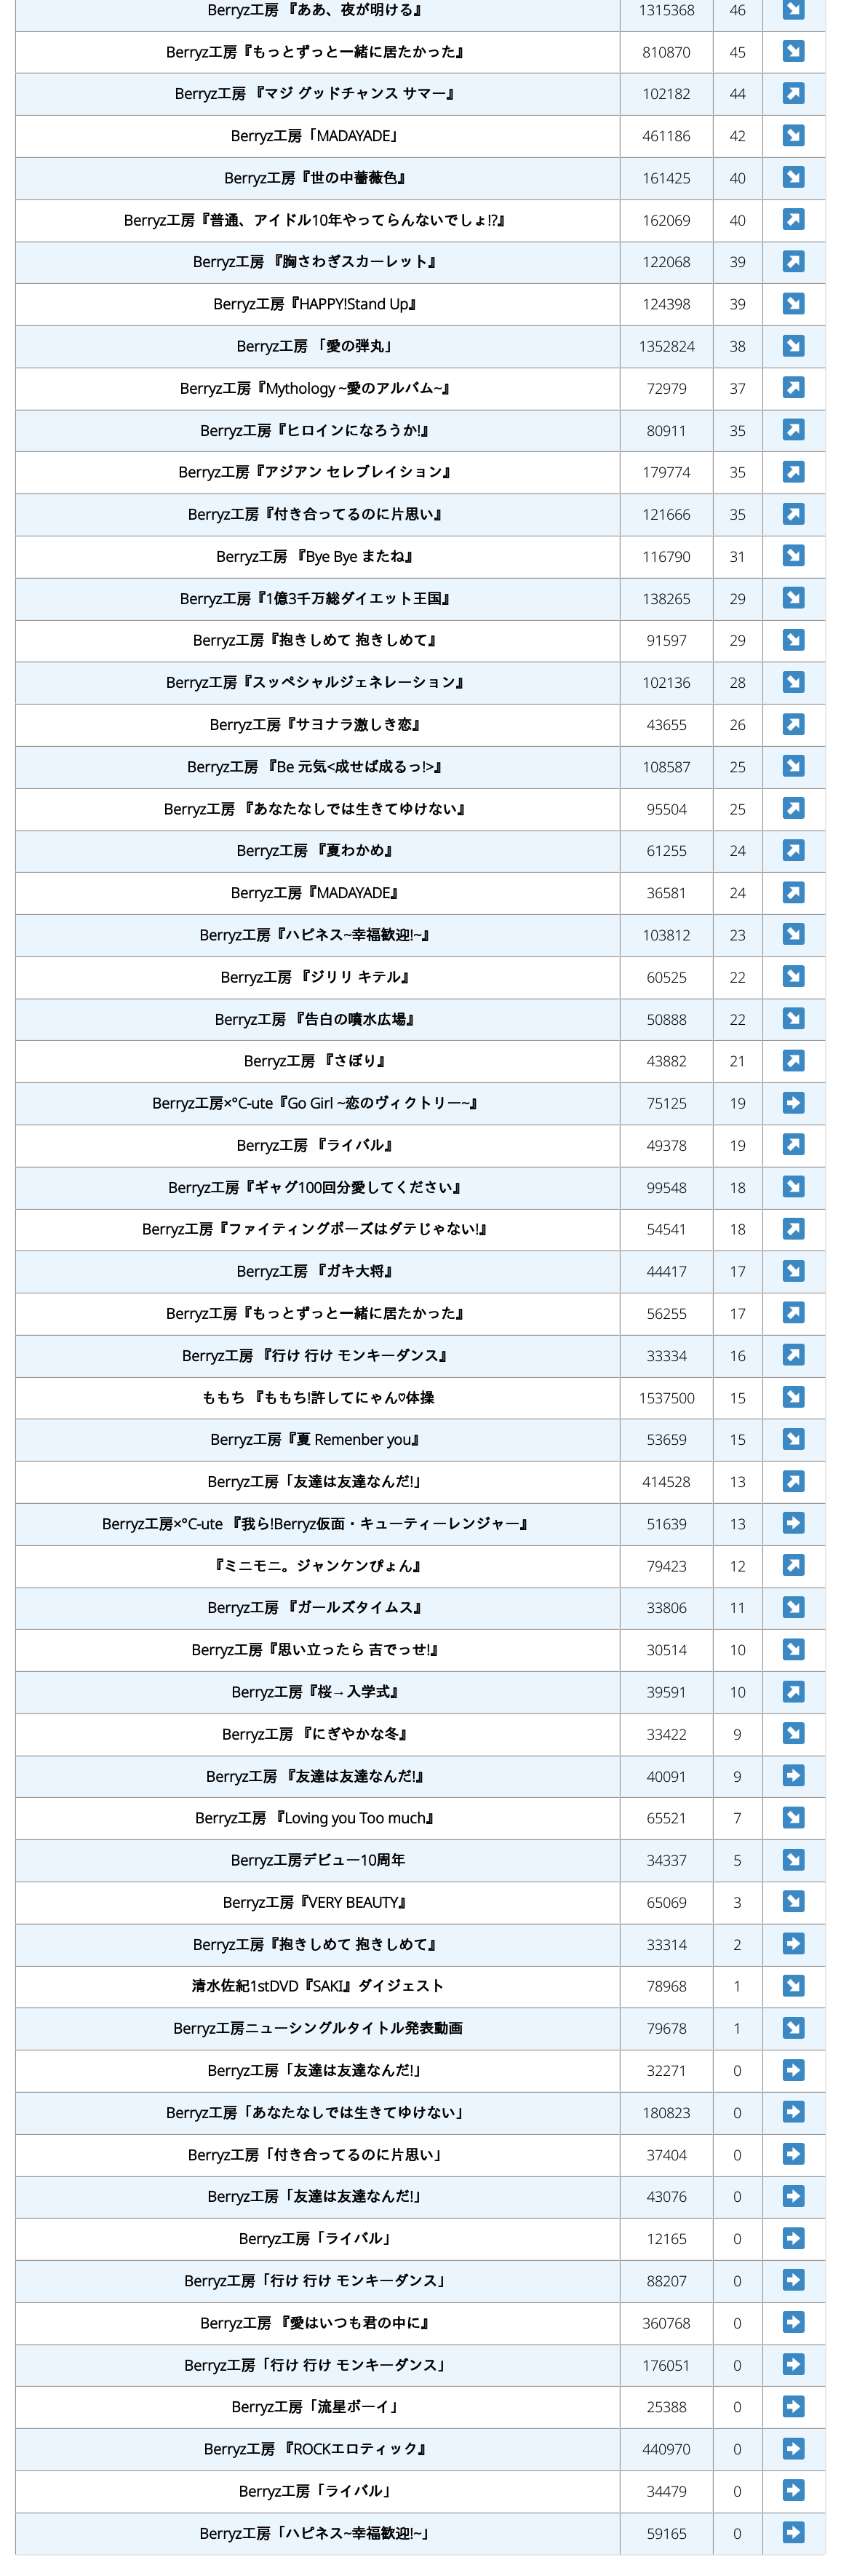 Berryz工房 『ああ、夜が明ける』 1315368 46 ↘
Berryz工房『もっとずっと一緒に居たかった』 810870 45 ↘
Berryz工房 『マジ グッドチャンス サマー』 102182 44 ↗
Berryz工房「MADAYADE」 461186 42 ↘
Berryz工房『世の中薔薇色』 161425 40 ↘
Berryz工房『普通、アイドル10年やってらんないでしょ!?』 162069 40 ↗
Berryz工房 『胸さわぎスカーレット』 122068 39 ↗
Berryz工房『HAPPY!Stand Up』 124398 39 ↘
Berryz工房 「愛の弾丸」 1352824 38 ↘
Berryz工房『Mythology ~愛のアルバム~』 72979 37 ↗
Berryz工房『ヒロインになろうか!』 80911 35 ↗
Berryz工房『アジアン セレブレイション』 179774 35 ↗
Berryz工房『付き合ってるのに片思い』 121666 35 ↗
Berryz工房 『Bye Bye またね』 116790 31 ↘
Berryz工房『1億3千万総ダイエット王国』 138265 29 ↘
Berryz工房『抱きしめて 抱きしめて』 91597 29 ↘
Berryz工房『スッペシャルジェネレーション』 102136 28 ↘
Berryz工房『サヨナラ激しき恋』 43655 26 ↗
Berryz工房 『Be 元気<成せば成るっ!>』 108587 25 ↘
Berryz工房 『あなたなしでは生きてゆけない』 95504 25 ↗
Berryz工房 『夏わかめ』 61255 24 ↗
Berryz工房『MADAYADE』 36581 24 ↗
Berryz工房『ハピネス~幸福歓迎!~』 103812 23 ↘
Berryz工房 『ジリリ キテル』 60525 22 ↘
Berryz工房 『告白の噴水広場』 50888 22 ↘
Berryz工房 『さぼり』 43882 21 ↗
Berryz工房×°C-ute『Go Girl ~恋のヴィクトリー~』 75125 19 ➡
Berryz工房 『ライバル』 49378 19 ↗
Berryz工房『ギャグ100回分愛してください』 99548 18 ↘
Berryz工房『ファイティングポーズはダテじゃない!』 54541 18 ↗
Berryz工房 『ガキ大将』 44417 17 ↘
Berryz工房『もっとずっと一緒に居たかった』 56255 17 ↗
Berryz工房 『行け 行け モンキーダンス』 33334 16 ↗
ももち 『ももち!許してにゃん♡体操 1537500 15 ↘
Berryz工房『夏 Remenber you』 53659 15 ↘
Berryz工房「友達は友達なんだ!」 414528 13 ↗
Berryz工房×°C-ute 『我ら!Berryz仮面・キューティーレンジャー』 51639 13 ➡
『ミニモニ。ジャンケンぴょん』 79423 12 ↗
Berryz工房 『ガールズタイムス』 33806 11 ↘
Berryz工房『思い立ったら 吉でっせ!』 30514 10 ↘
Berryz工房『桜→入学式』 39591 10 ↗
Berryz工房 『にぎやかな冬』 33422 9 ↘
Berryz工房 『友達は友達なんだ!』 40091 9 ➡
Berryz工房 『Loving you Too much』 65521 7 ↘
Berryz工房デビュー10周年 34337 5 ↘
Berryz工房『VERY BEAUTY』 65069 3 ↘
Berryz工房『抱きしめて 抱きしめて』 33314 2 ➡
清水佐紀1stDVD『SAKI』ダイジェスト 78968 1 ↘
Berryz工房ニューシングルタイトル発表動画 79678 1 ↘
Berryz工房「友達は友達なんだ!」 32271 0 ➡
Berryz工房「あなたなしでは生きてゆけない」 180823 0 ➡
Berryz工房「付き合ってるのに片思い」 37404 0 ➡
Berryz工房「友達は友達なんだ!」 43076 0 ➡
Berryz工房「ライバル」 12165 0 ➡
Berryz工房「行け 行け モンキーダンス」 88207 0 ➡
Berryz工房 『愛はいつも君の中に』 360768 0 ➡
Berryz工房「行け 行け モンキーダンス」 176051 0 ➡
Berryz工房「流星ボーイ」 25388 0 ➡
Berryz工房 『ROCKエロティック』 440970 0 ➡
Berryz工房「ライバル」 34479 0 ➡
Berryz工房「ハピネス~幸福歓迎!~」 59165 0 ➡